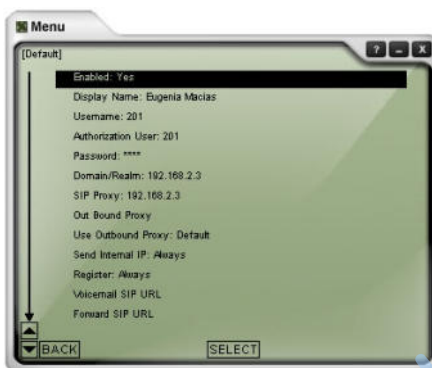 Menu
[Default]
? – X
Enabled: Yes
Display Name: Eugenia Macias
Username: 201
Authorization User: 201
Password: ****
Domain/Realm: 192.168.2.3
SIP Proxy: 192.168.2.3
Out Bound Proxy
Use Outbound Proxy: Default
Send Internal IP: Always
Register: Always
Voicemail SIP URL
Forward SIP URL
BACK SELECT